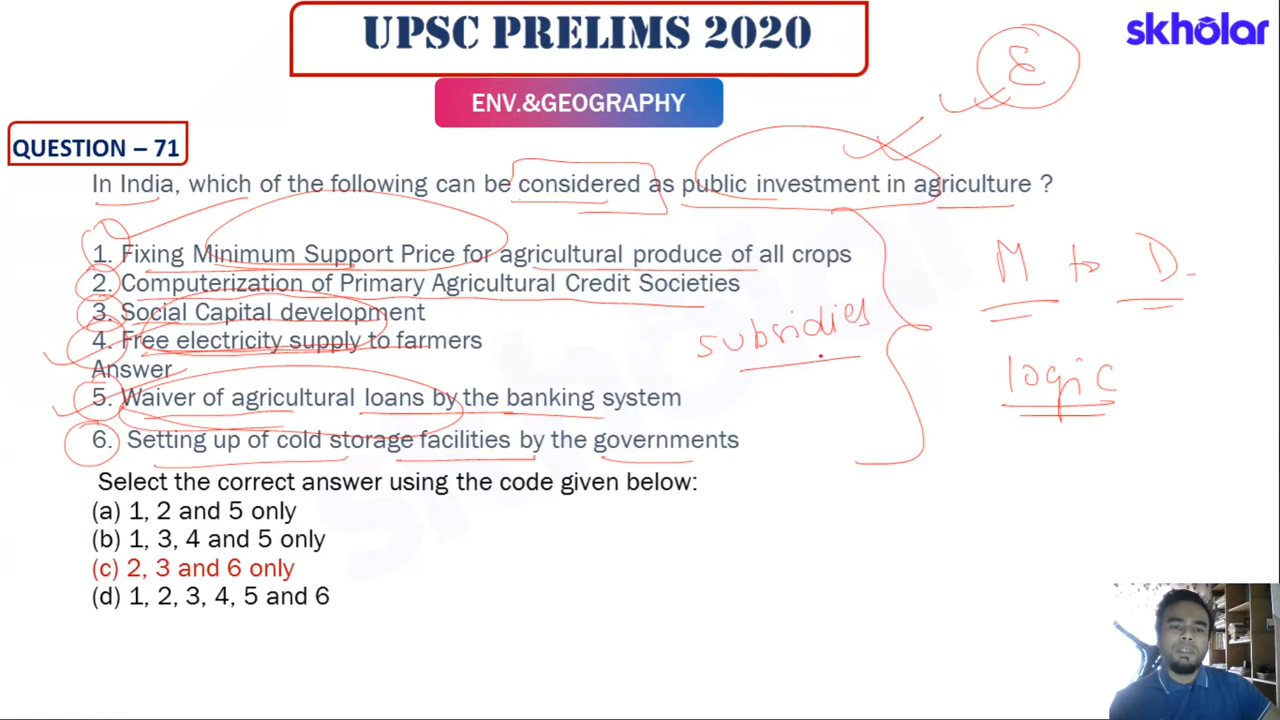 UPSC PRELIMS 2020
skholar
ε
ENV.&GEOGRAPHY
QUESTION – 71
In India, which of the following can be considered as public investment in agriculture ?
1. Fixing Minimum Support Price for agricultural produce of all crops
2. Computerization of Primary Agricultural Credit Societies
3. Social Capital development
4. Free electricity supply to farmers
Answer
5. Waiver of agricultural loans by the banking system
6. Setting up of cold storage facilities by the governments
M to D
subsidies
logic
Select the correct answer using the code given below:
(a) 1, 2 and 5 only
(b) 1, 3, 4 and 5 only
(c) 2, 3 and 6 only
(d) 1, 2, 3, 4, 5 and 6
skholar